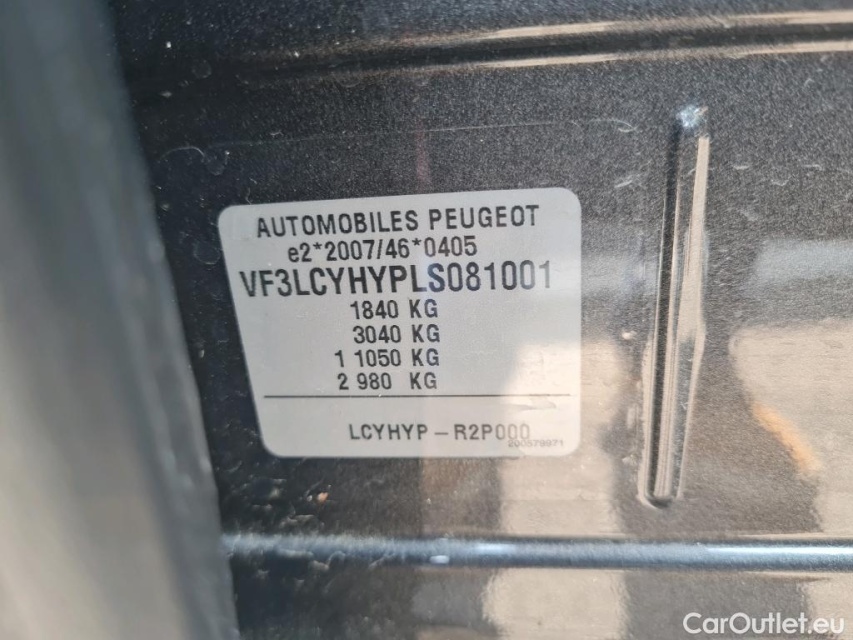 AUTOMOBILES PEUGEOT
e2*2007/46*0405
VF3LCYHYPLS081001
1840 KG
3040 KG
1 1050 KG
2 980 KG
LCYHYP - R2P000
200578971
CarOutlet.eu